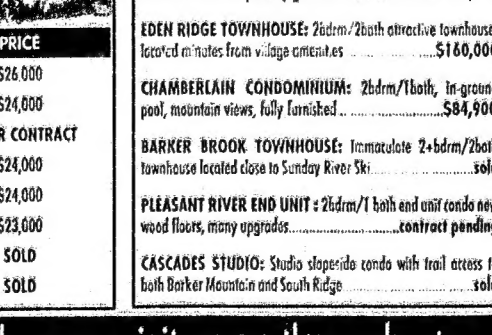 PRICE
$26,000
$24,000
R CONTRACT
$24,000
$24,000
$23,000
SOLD
SOLD
EDEN RIDGE TOWNHOUSE: 2bdrm/2bath attractive townhouse
located minutes from village amenities ............$160,000
CHAMBERLAIN CONDOMINIUM: 2bdrm/1bath, in-ground
pool, mountain views, fully furnished .. ............$84,900
BARKER BROOK TOWNHOUSE: Immaculate 2+bdrm/2bath
townhouse located close to Sunday River Ski............sold
PLEASANT RIVER END UNIT : 2bdrm/1 bath end unit condo new
wood floors, many upgrades............contract pending
CASCADES STUDIO: Studio slopeside condo with trail access
both Barker Mountain and South Ridge ............sold